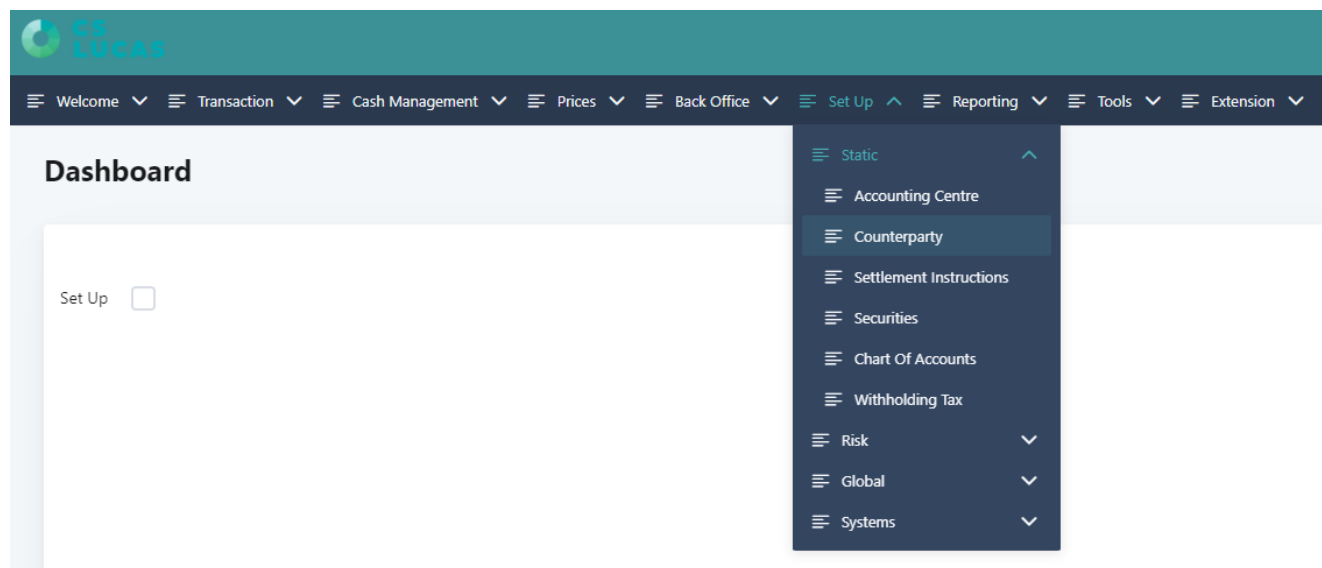 CS
LUCAS
Welcome Transaction Cash Management Prices Back Office Set Up Reporting Tools Extension
Dashboard
Static
Accounting Centre
Counterparty
Set Up
Settlement Instructions
Securities
Chart Of Accounts
Withholding Tax
Risk
Global
Systems